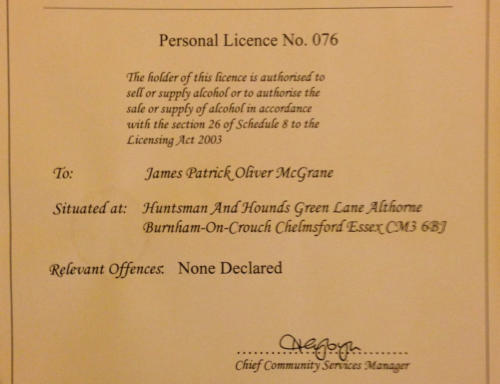 Personal Licence No. 076
The holder of this licence is authorised to
sell or supply alcohol or to authorise the
sale or supply of alcohol in accordance
with the section 26 of Schedule 8 to the
Licensing Act 2003
To: James Patrick Oliver McGrane
Situated at: Huntsman And Hounds Green Lane Althorne
Burnham-On-Crouch Chelmsford Essex CM3 6BJ
Relevant Offences: None Declared
Chief Community Services Manager